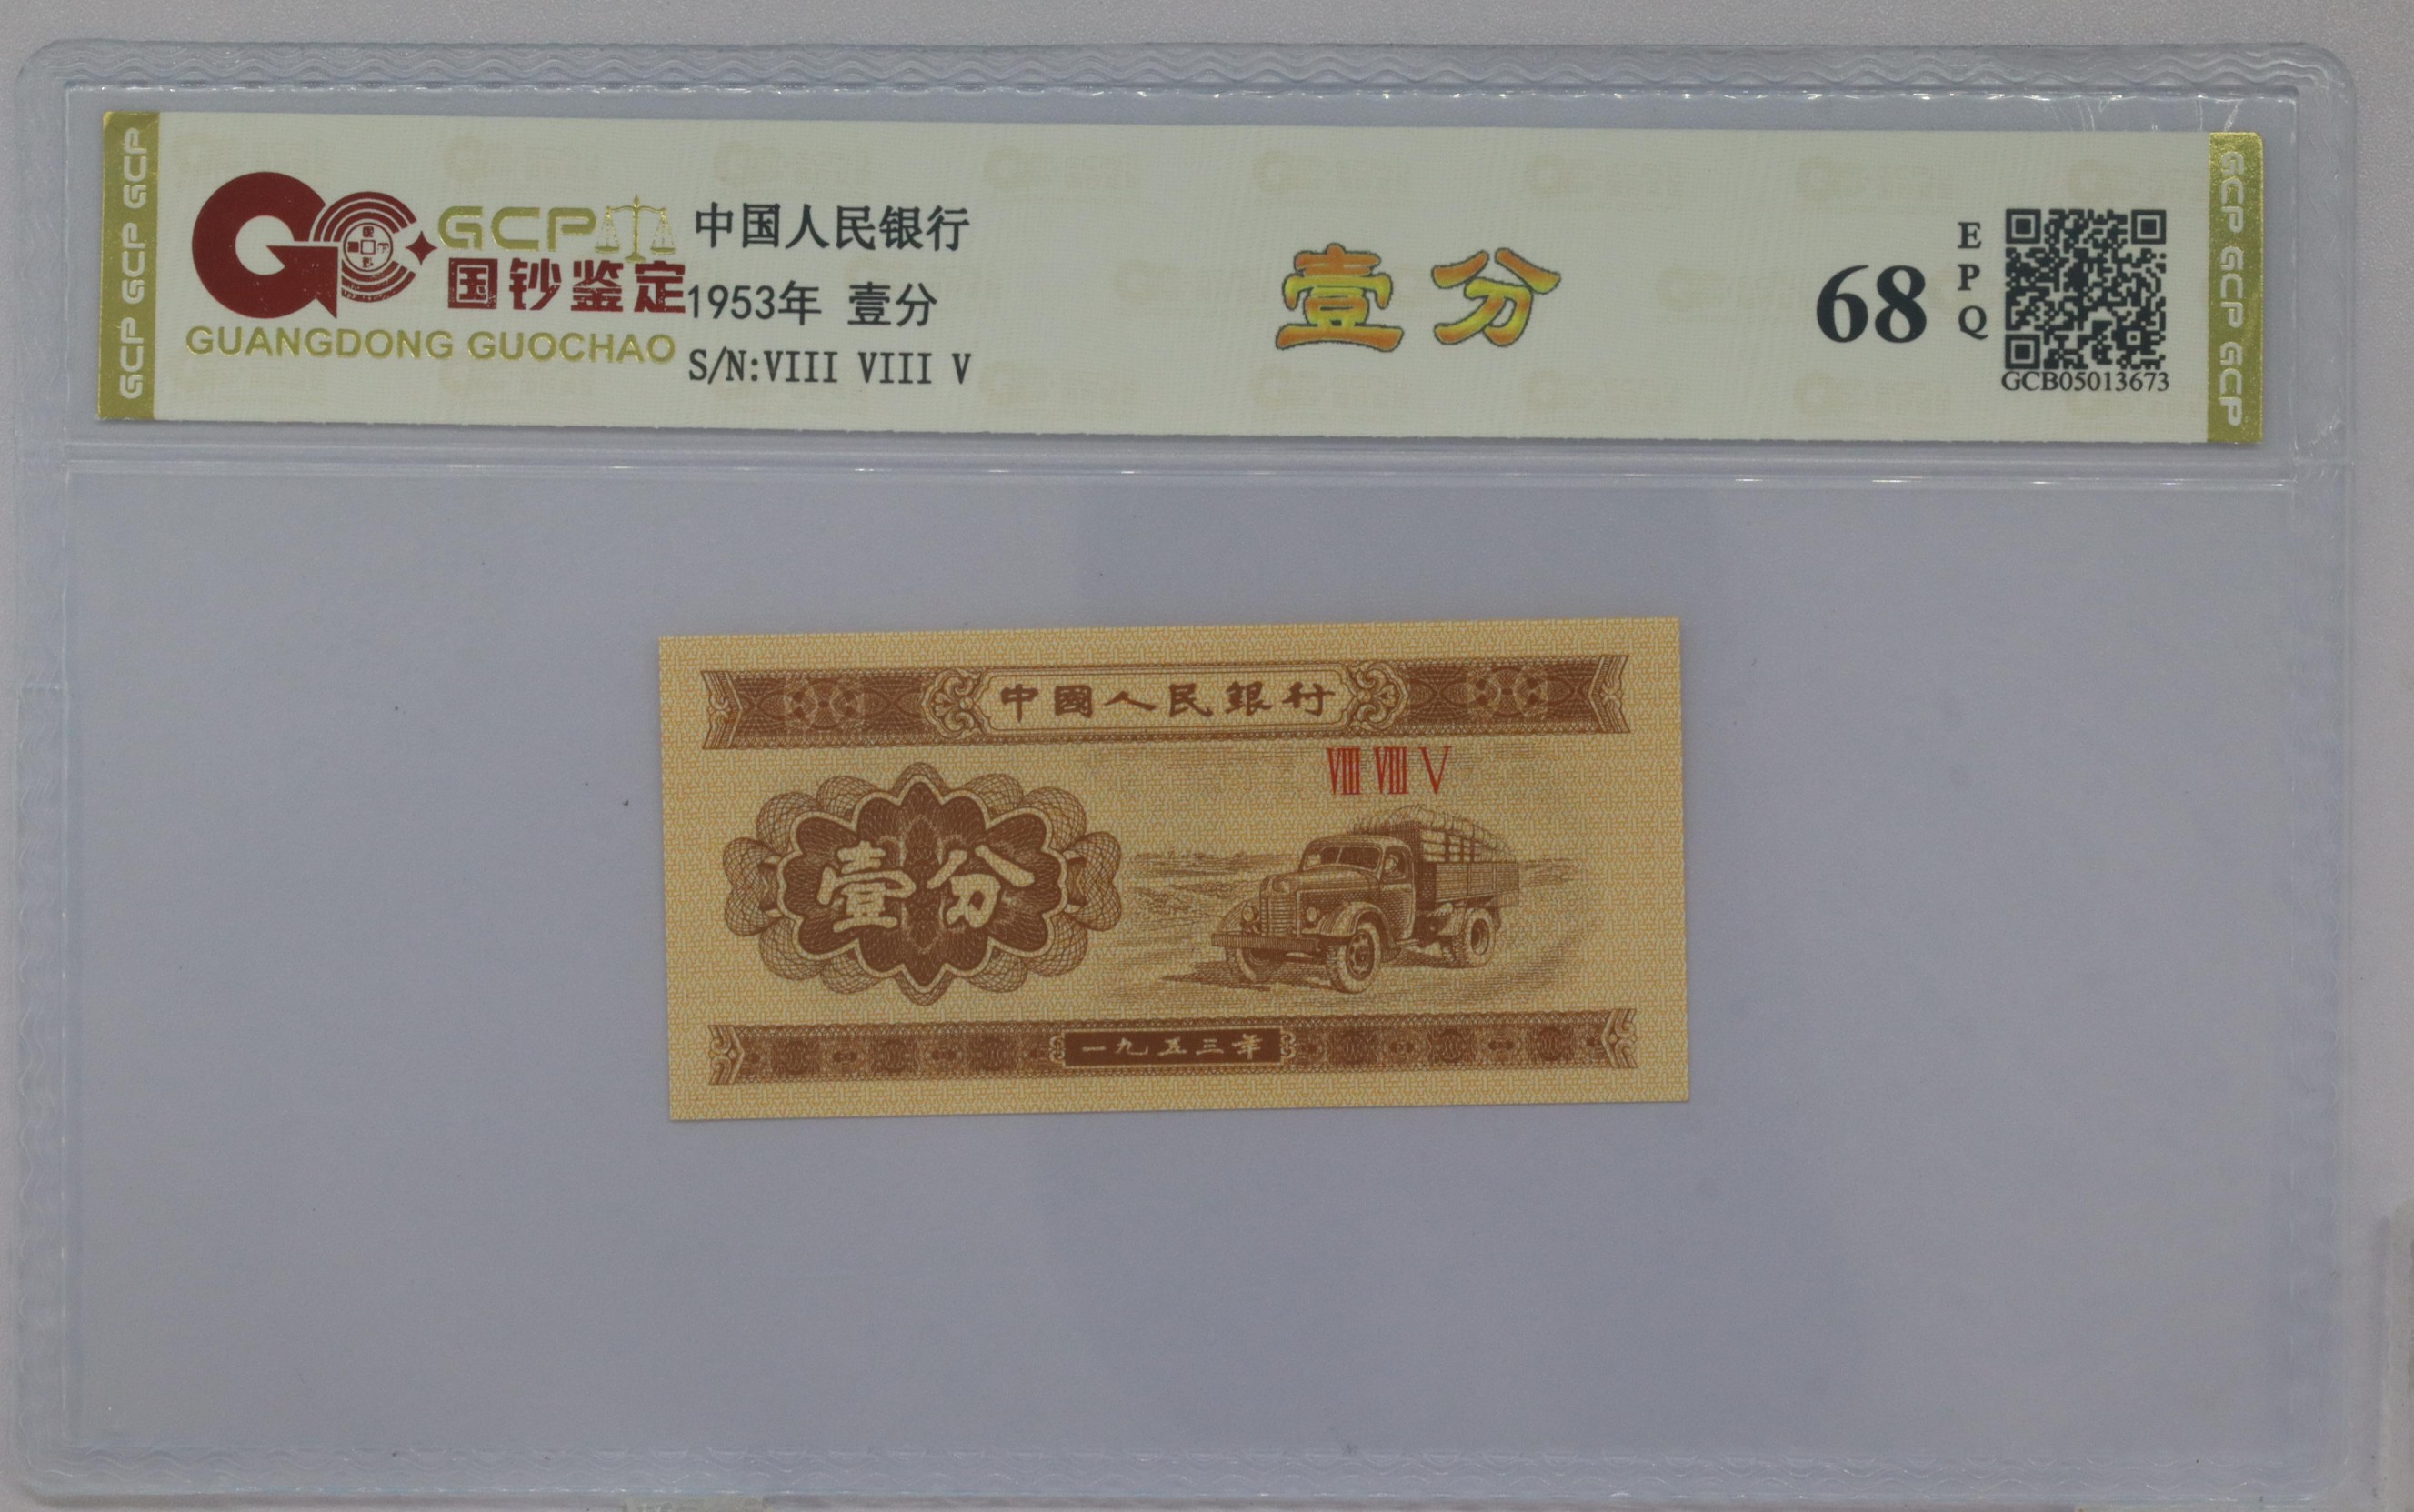 GCP GCP GCP
GCP
国钞鉴定
GUANGDONG GUOCHAO
中国人民银行
1953年 壹分
S/N:VIII VIII V
壹分
68
EPQ
GCB05013673
GCP GCP GCP
中國人民銀行
VIII VIII V
壹分
一九五三年